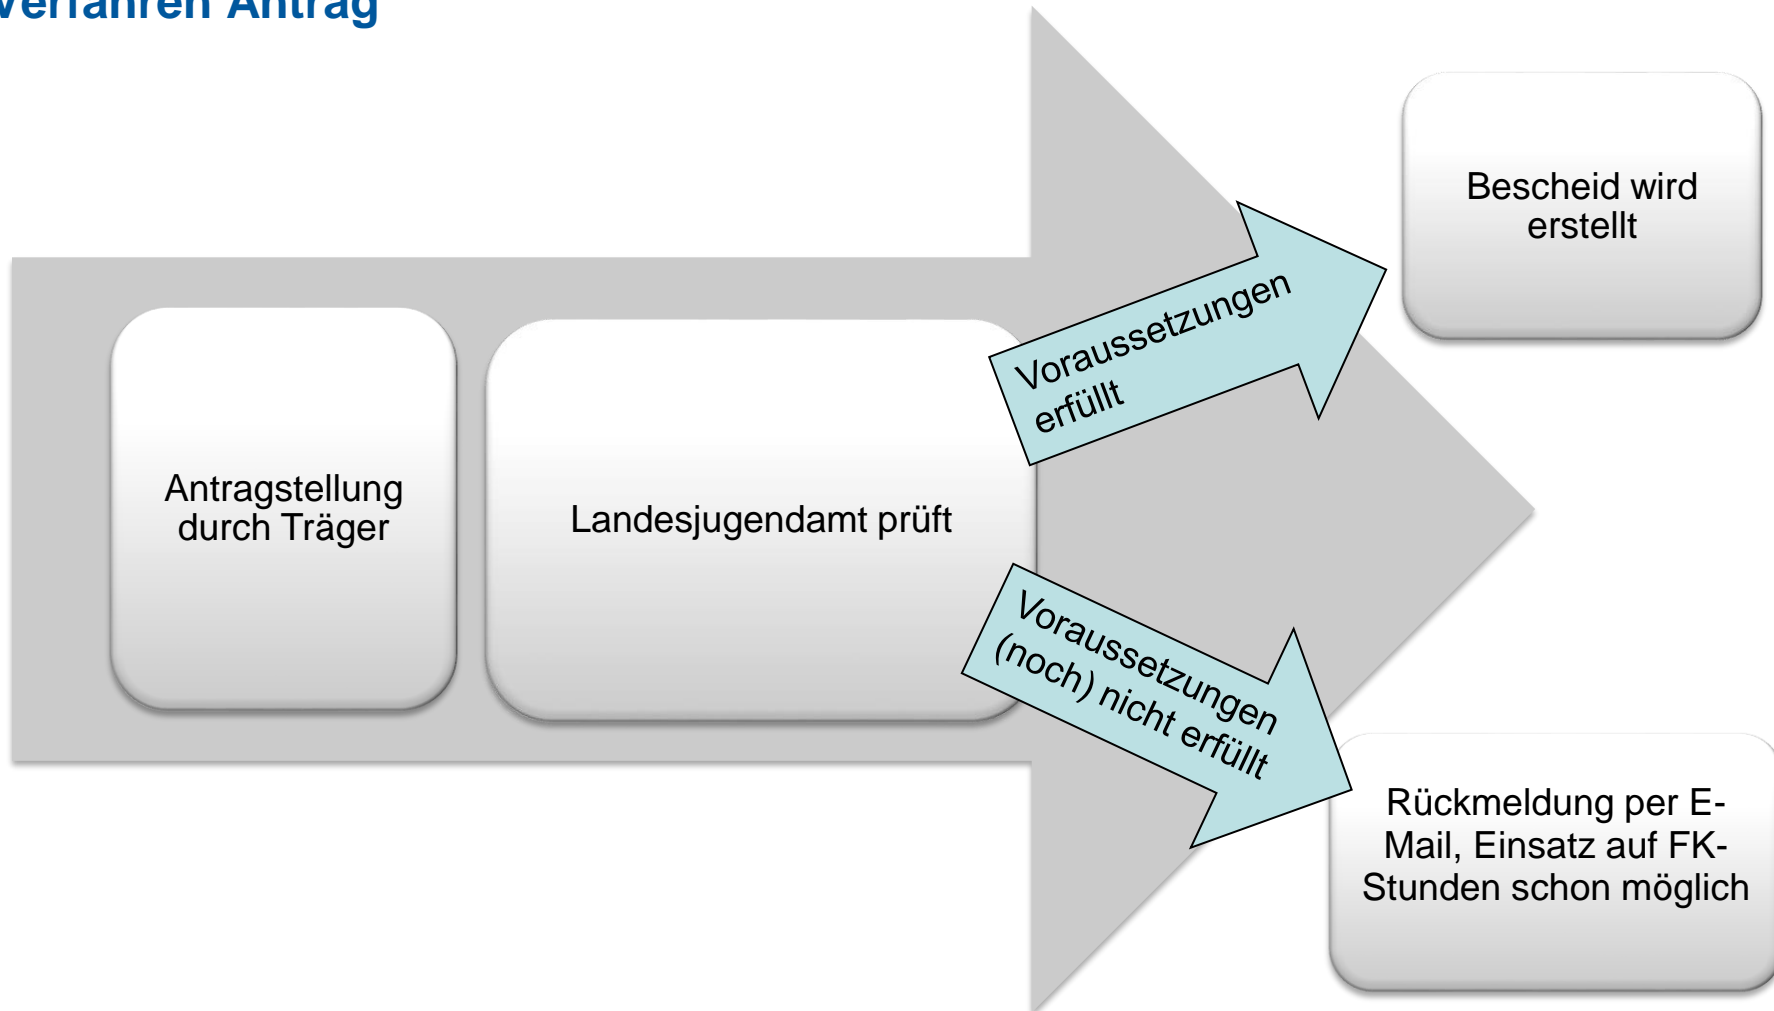 Verfahren Antrag
Bescheid wird
erstellt
Voraussetzungen
erfüllt
Antragstellung
durch Träger
Landesjugendamt prüft
Voraussetzungen
(noch) nicht erfüllt
Rückmeldung per E-
Mail, Einsatz auf FK-
Stunden schon möglich